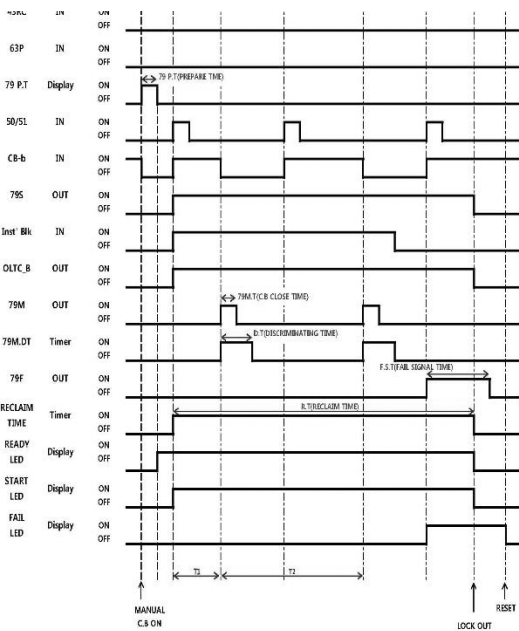 43RC IN ON
OFF
63P IN ON
OFF
79 P.T(PREPARE TIME)
79 P.T Display ON
OFF
50/51 IN ON
OFF
CB-b IN ON
OFF
79S OUT ON
OFF
Inst' Blk IN ON
OFF
OLTC_B OUT ON
OFF
79M.T(C.B CLOSE TIME)
79M OUT ON
OFF
D.T(DISCRIMINATING TIME)
79M.DT Timer ON
OFF
F.S.T(FAIL SIGNAL TIME)
79F OUT ON
OFF
R.T(RECLAIM TIME)
RECLAIM TIME Timer ON
OFF
READY LED Display ON
OFF
START LED Display ON
OFF
FAIL LED Display ON
OFF
T1 T2
MANUAL C.B ON
LOCK OUT
RESET